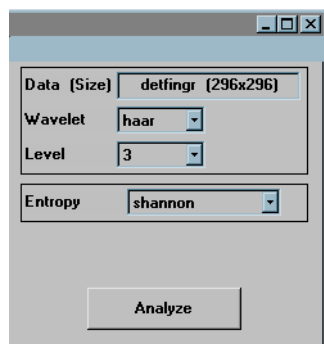 Data (Size) detfingr (296x296)
Wavelet haar
Level 3
Entropy shannon
Analyze